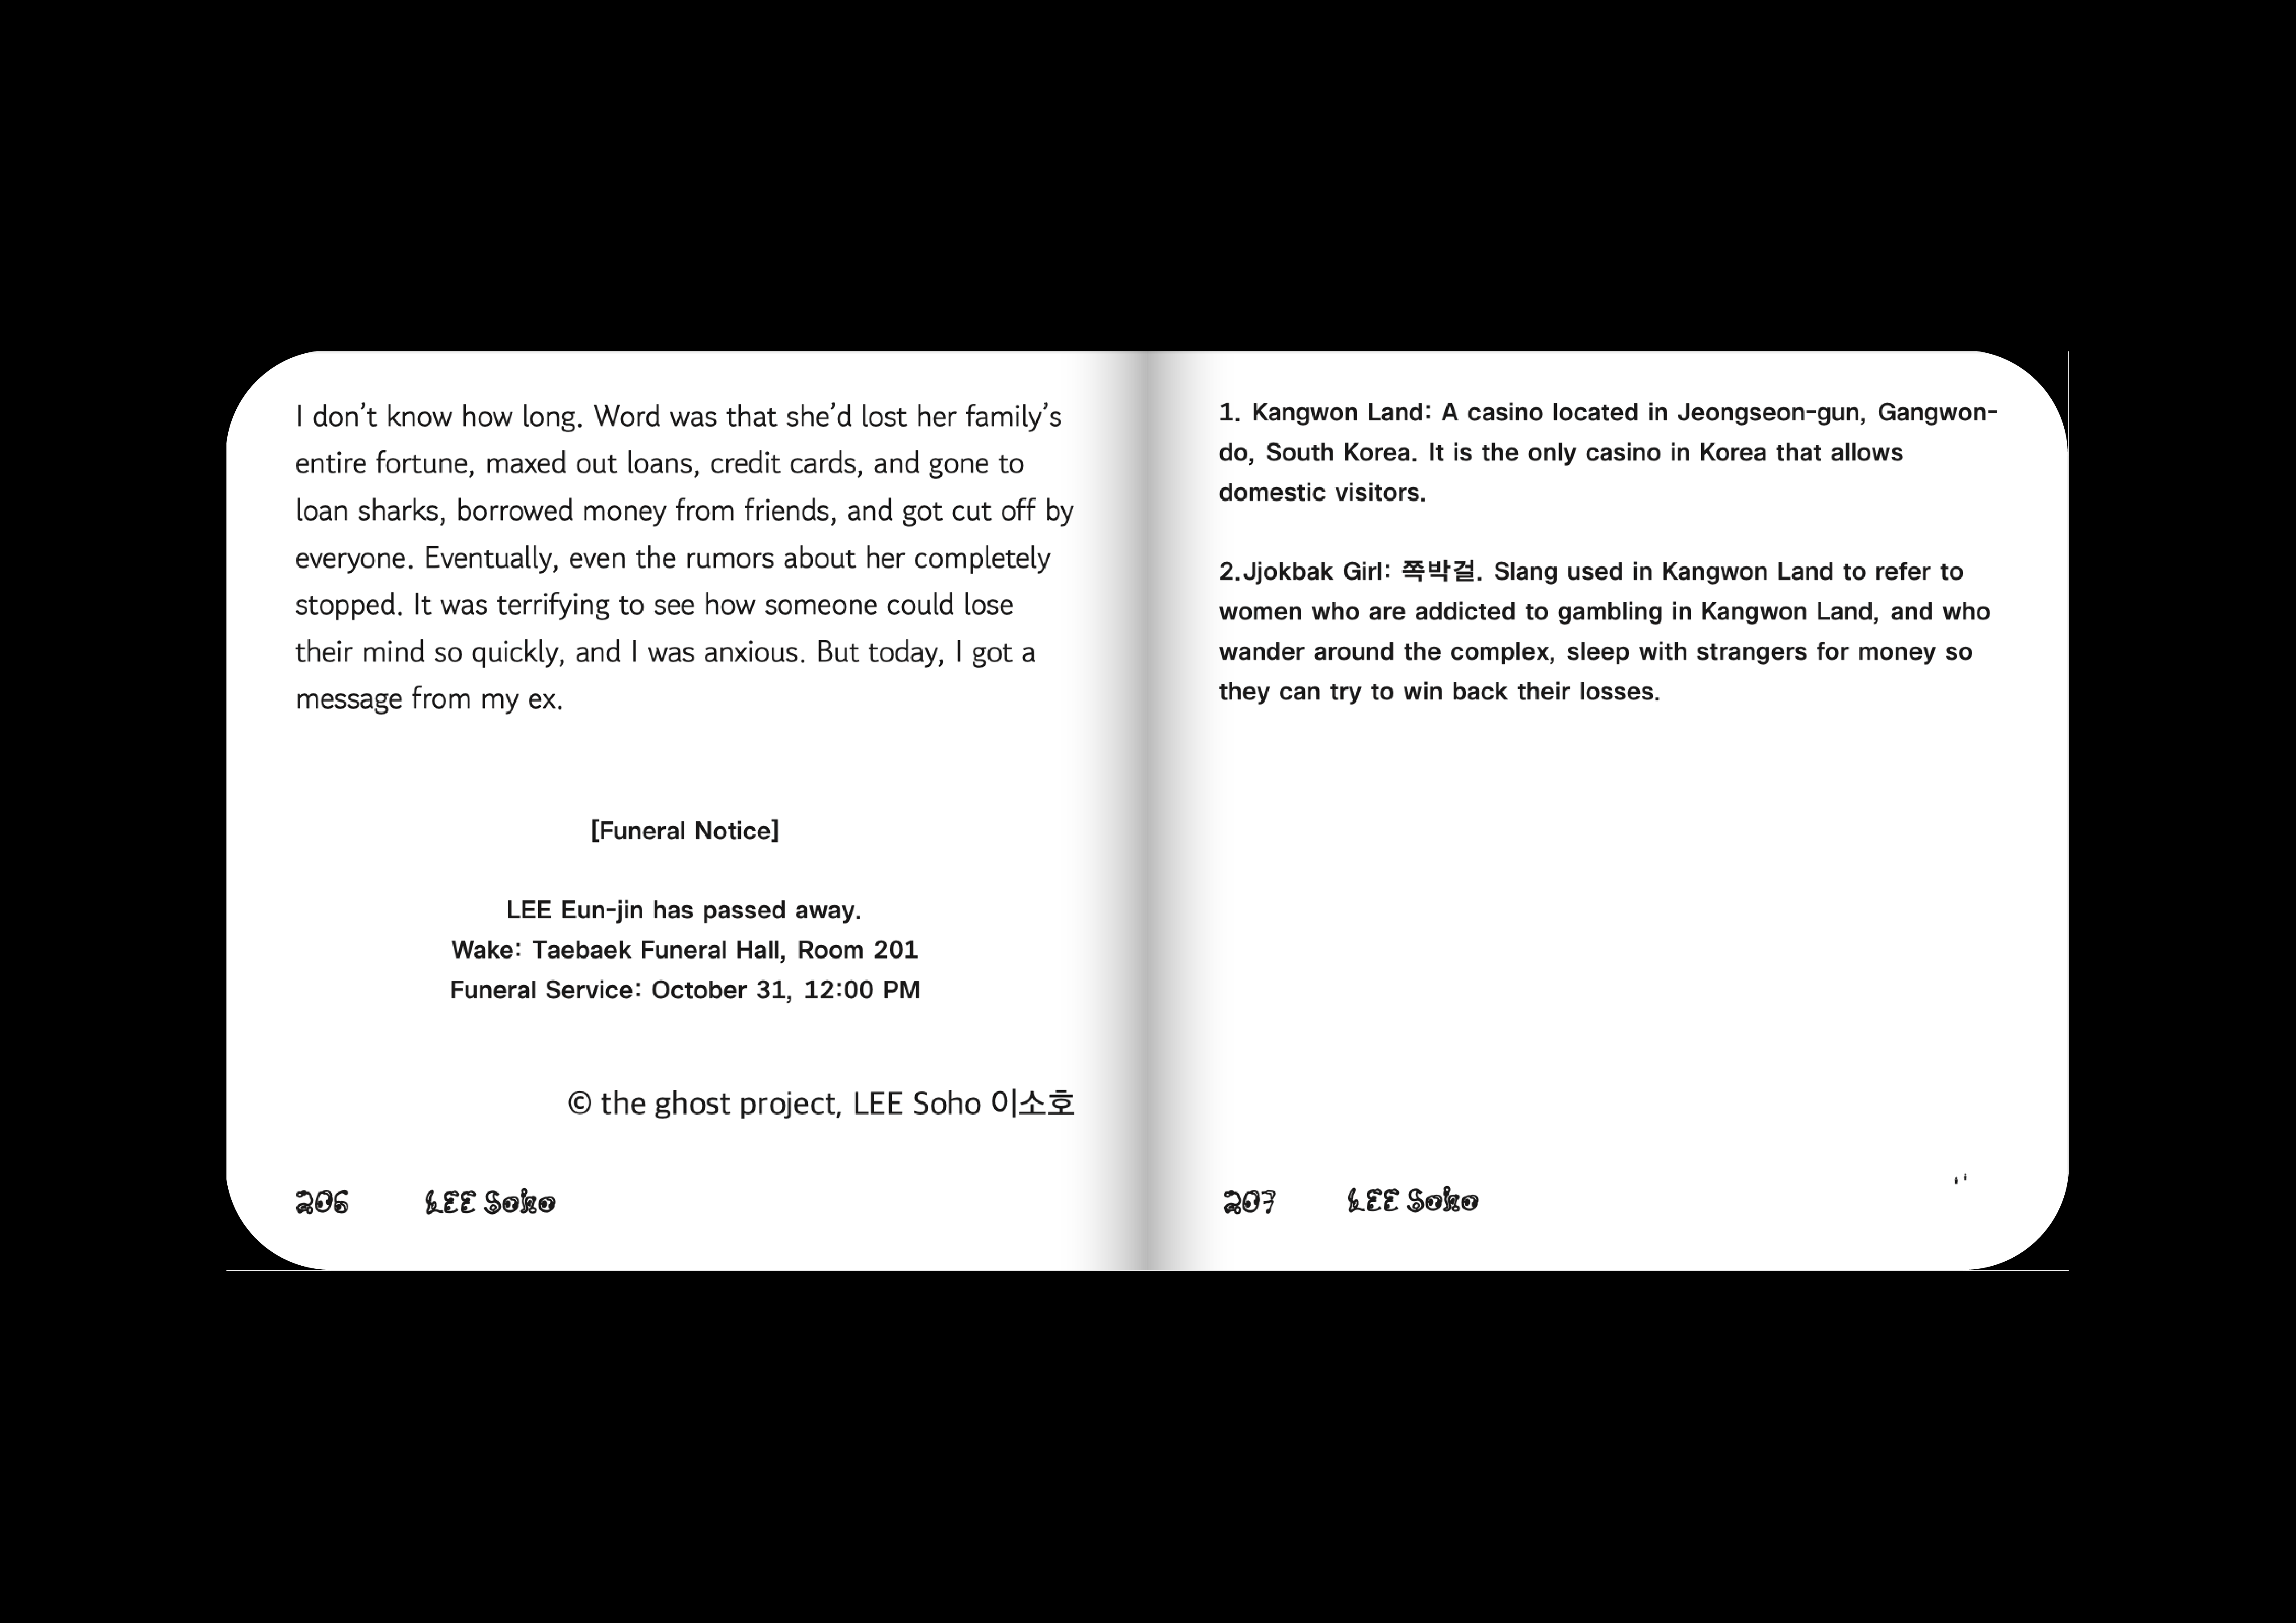 I don’t know how long. Word was that she’d lost her family’s
entire fortune, maxed out loans, credit cards, and gone to
loan sharks, borrowed money from friends, and got cut off by
everyone. Eventually, even the rumors about her completely
stopped. It was terrifying to see how someone could lose
their mind so quickly, and I was anxious. But today, I got a
message from my ex.
[Funeral Notice]
LEE Eun-jin has passed away.
Wake: Taebaek Funeral Hall, Room 201
Funeral Service: October 31, 12:00 PM
© the ghost project, LEE Soho 이소호
206 LEE Soho
1. Kangwon Land: A casino located in Jeongseon-gun, Gangwon-
do, South Korea. It is the only casino in Korea that allows
domestic visitors.
2.Jjokbak Girl: 쪽박걸. Slang used in Kangwon Land to refer to
women who are addicted to gambling in Kangwon Land, and who
wander around the complex, sleep with strangers for money so
they can try to win back their losses.
207 LEE Soho